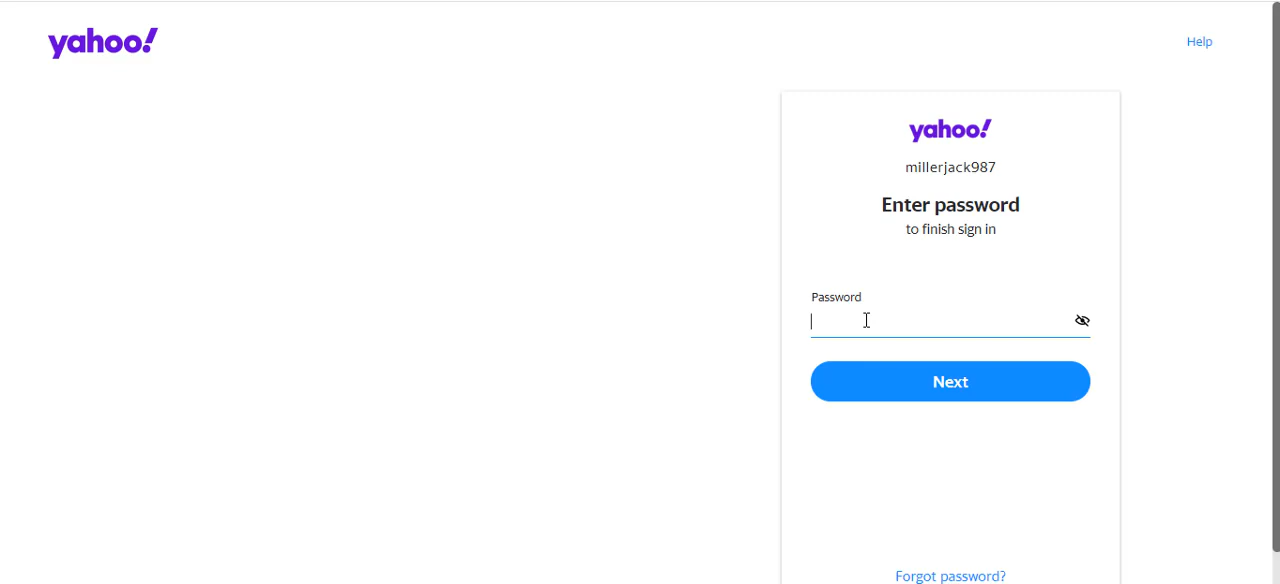 yahoo!
Help
yahoo!
millerjack987
Enter password
to finish sign in
Password
Next
Forgot password?